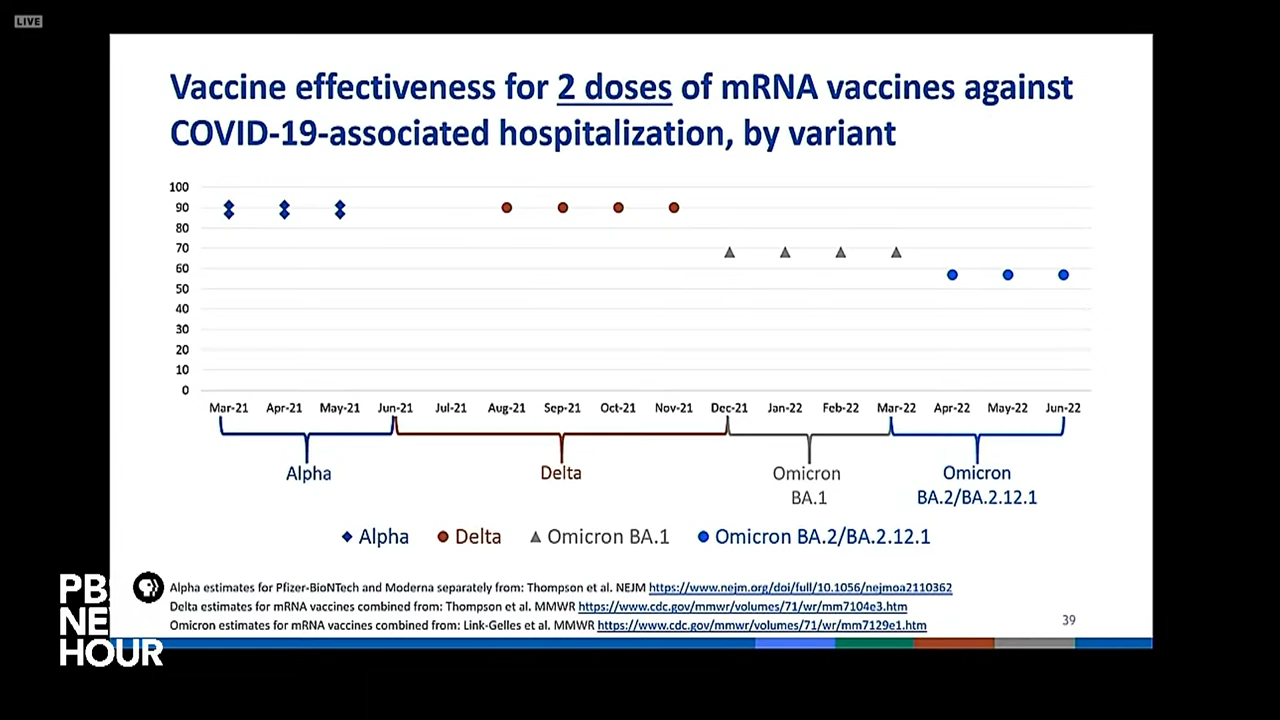 LIVE
Vaccine effectiveness for 2 doses of mRNA vaccines against
COVID-19-associated hospitalization, by variant
100
90
80
70
60
50
40
30
20
10
0
Mar-21 Apr-21 May-21 Jun-21 Jul-21 Aug-21 Sep-21 Oct-21 Nov-21 Dec-21 Jan-22 Feb-22 Mar-22 Apr-22 May-22 Jun-22
Alpha Delta Omicron Omicron
BA.1 BA.2/BA.2.12.1
Alpha Delta Omicron BA.1 Omicron BA.2/BA.2.12.1
Alpha estimates for Pfizer-BioNTech and Moderna separately from: Thompson et al. NEJM https://www.nejm.org/doi/full/10.1056/nejmoa2110362
Delta estimates for mRNA vaccines combined from: Thompson et al. MMWR https://www.cdc.gov/mmwr/volumes/71/wr/mm7104e3.htm
Omicron estimates for mRNA vaccines combined from: Link-Gelles et al. MMWR https://www.cdc.gov/mmwr/volumes/71/wr/mm7129e1.htm
39
PB
NE
HOUR